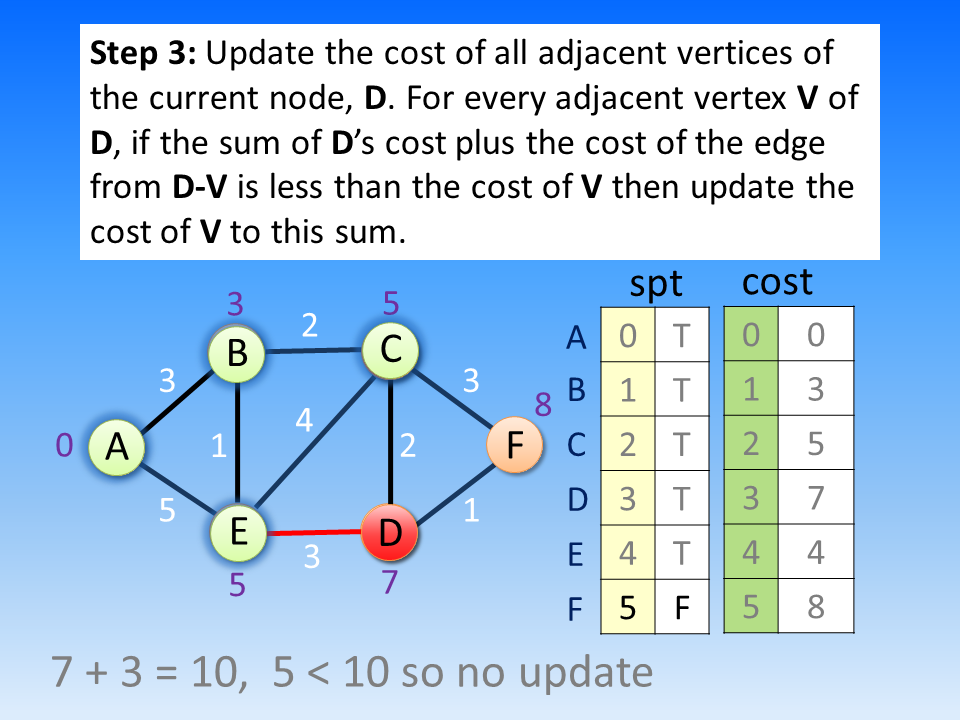 Step 3: Update the cost of all adjacent vertices of
the current node, D. For every adjacent vertex V of
D, if the sum of D’s cost plus the cost of the edge
from D-V is less than the cost of V then update the
cost of V to this sum.
spt cost
3 2 5
B C
A 0 T 0 0
3 3 8
B 1 T 1 3
0 A 1 4 2 F
C 2 T 2 5
5 1
D 3 T 3 7
E 3 D
E 4 T 4 4
5 7
F 5 F 5 8
7 + 3 = 10, 5 < 10 so no update